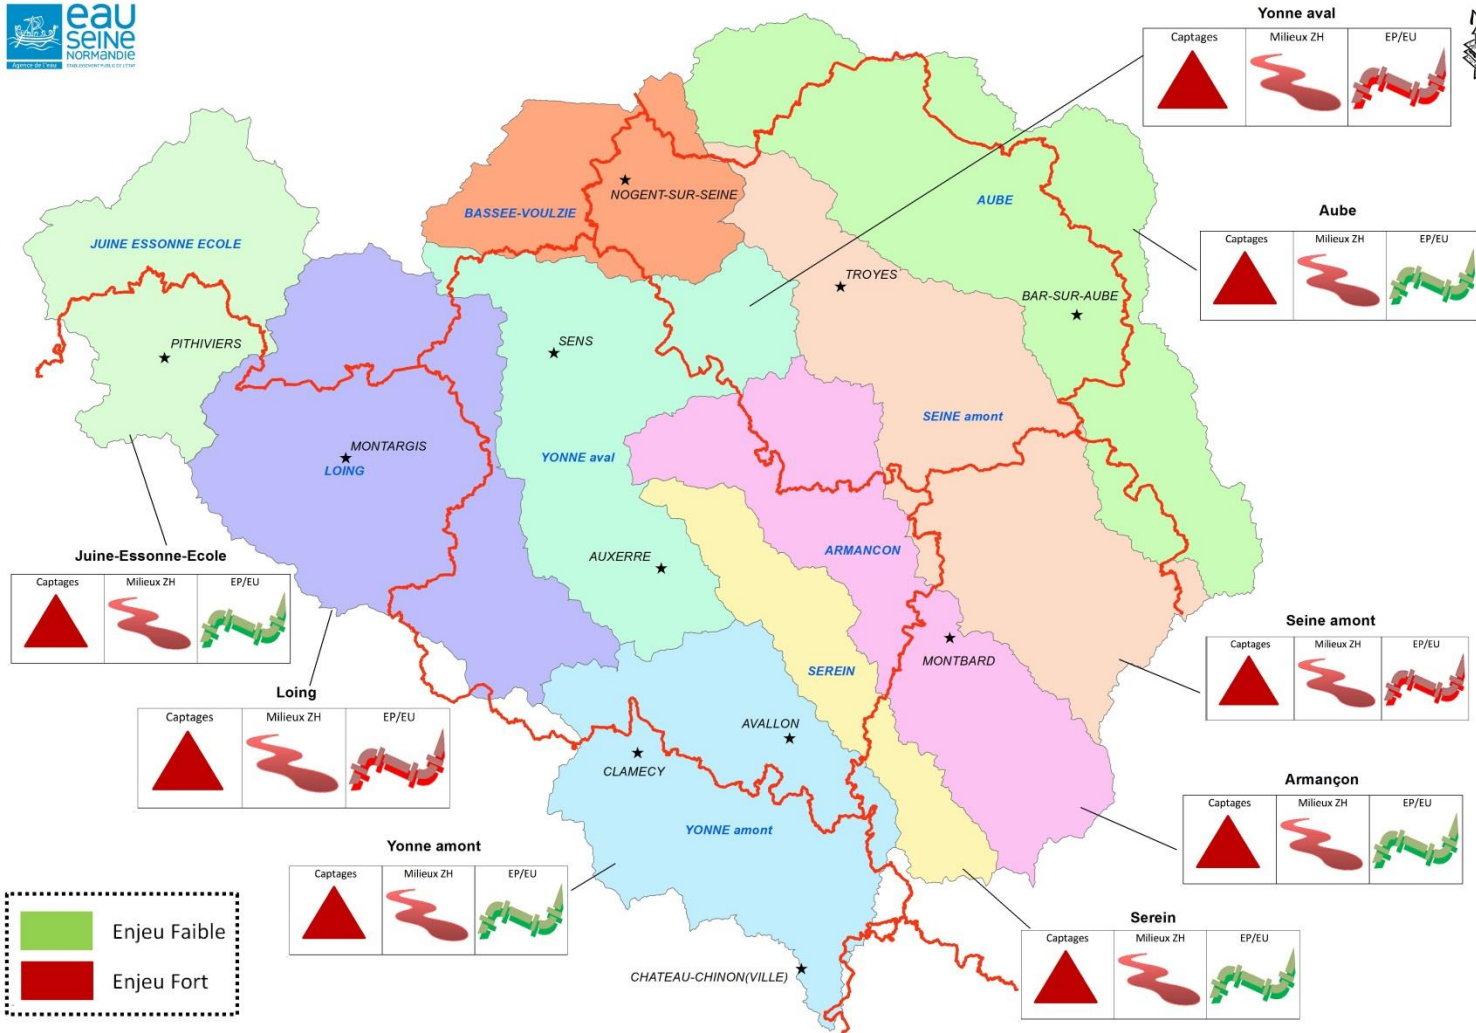 eau
SEINE
NORMANDIE
Agence de l'eau
ÉTABLISSEMENT PUBLIC DE L'ÉTAT
Yonne aval
Captages Milieux ZH EP/EU
Aube
Captages Milieux ZH EP/EU
NOGENT-SUR-SEINE
BASSEE-VOULZIE
AUBE
JUINE ESSONNE ECOLE
TROYES
BAR-SUR-AUBE
PITHIVIERS
SENS
SEINE amont
MONTARGIS
LOING
YONNE aval
AUXERRE
ARMANCON
Juine-Essonne-Ecole
Captages Milieux ZH EP/EU
Seine amont
Captages Milieux ZH EP/EU
MONTBARD
SEREIN
Loing
Captages Milieux ZH EP/EU
AVALLON
CLAMECY
Armançon
Captages Milieux ZH EP/EU
YONNE amont
Yonne amont
Captages Milieux ZH EP/EU
Serein
Captages Milieux ZH EP/EU
CHATEAU-CHINON(VILLE)
Enjeu Faible
Enjeu Fort